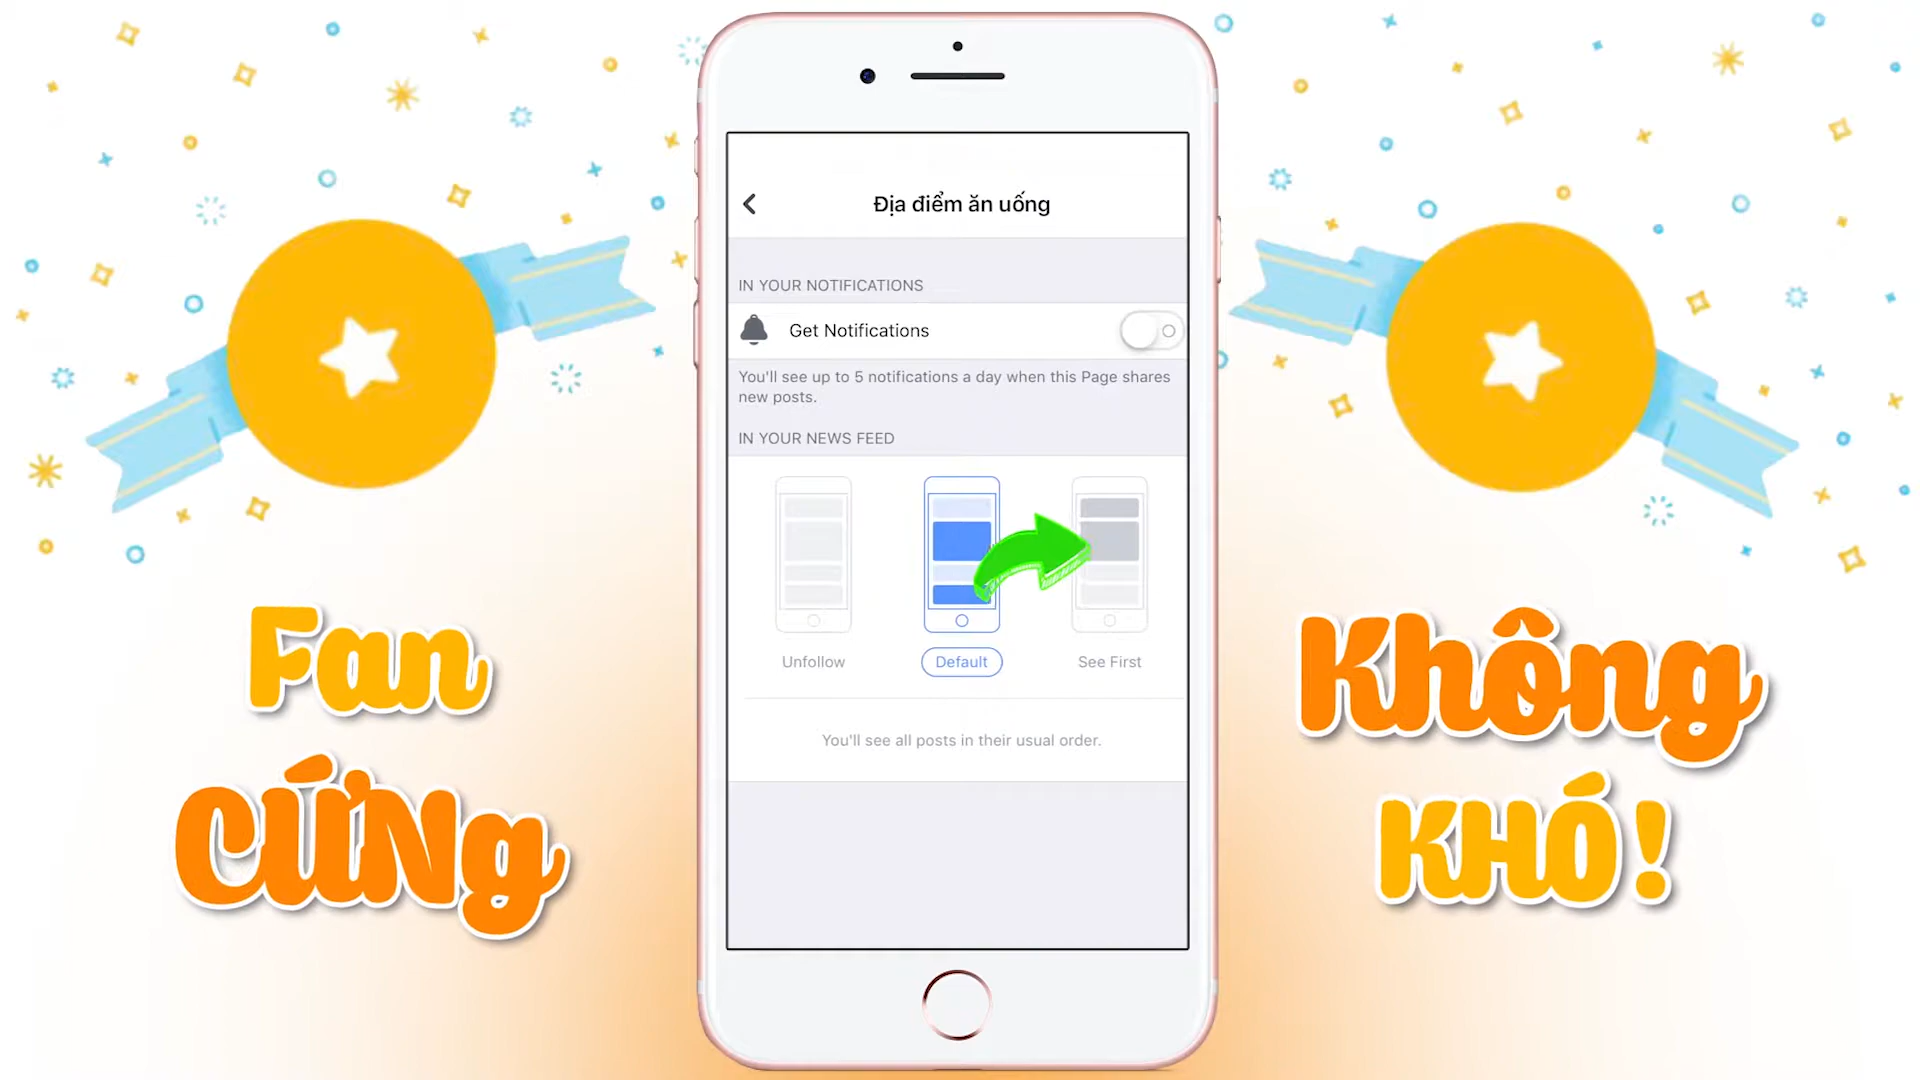 Địa điểm ăn uống
IN YOUR NOTIFICATIONS
Get Notifications
You'll see up to 5 notifications a day when this Page shares
new posts.
IN YOUR NEWS FEED
Unfollow
Default
See First
You'll see all posts in their usual order.
Fan
CỨNg
Không
KHÓ!